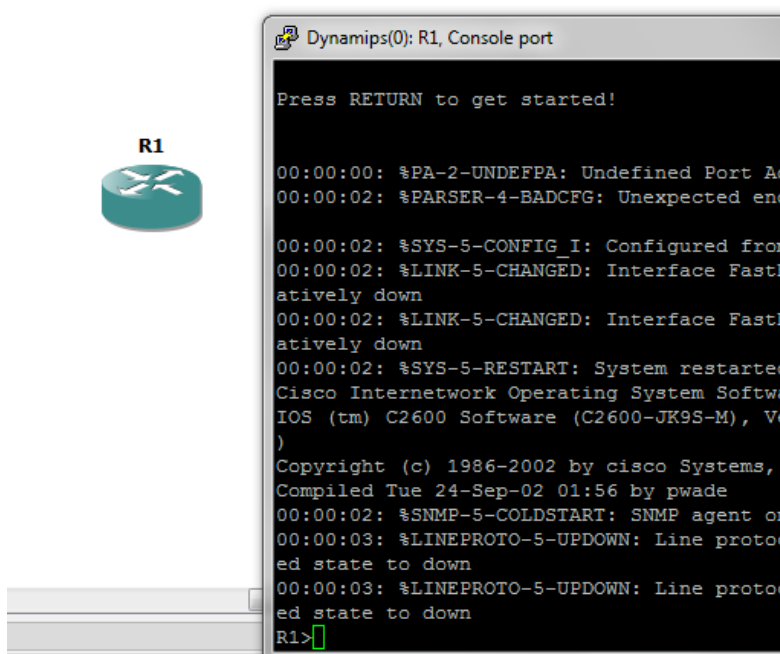 Dynamips(0): R1, Console port
Press RETURN to get started!
R1
00:00:00: %PA-2-UNDEFPA: Undefined Port
00:00:02: %PARSER-4-BADCFG: Unexpected
00:00:02: %SYS-5-CONFIG_I: Configured
00:00:02: %LINK-5-CHANGED: Interface
atively down
00:00:02: %LINK-5-CHANGED: Interface
atively down
00:00:02: %SYS-5-RESTART: System
Cisco Internetwork Operating System
IOS (tm) C2600 Software (C2600-JK9S-M),
)
Copyright (c) 1986-2002 by cisco Systems,
Compiled Tue 24-Sep-02 01:56 by pwade
00:00:02: %SNMP-5-COLDSTART: SNMP agent
00:00:03: %LINEPROTO-5-UPDOWN: Line
ed state to down
00:00:03: %LINEPROTO-5-UPDOWN: Line
ed state to down
R1>